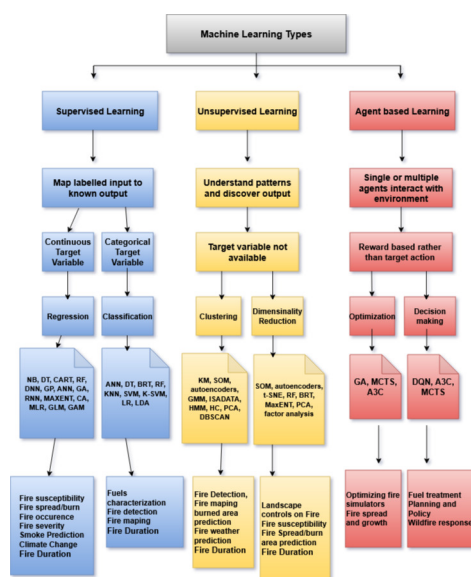 Machine Learning Types
Supervised Learning
Unsupervised Learning
Agent based Learning
Map labelled input to
known output
Understand patterns
and discover output
Single or multiple
agents interact with
environment
Continuous
Target
Variable
Categorical
Target
Variable
Target variable not
available
Reward based rather
than target action
Regression
Classification
Clustering
Dimensinality
Reduction
Optimization
Decision
making
NB, DT, CART, RF,
DNN, GP, ANN, GA,
RNN, MAXENT, CA,
MLR, GLM, GAM
ANN, DT, BRT, RF,
KNN, SVM, K-SVM,
LR, LDA
KM, SOM,
autoencoders,
GMM, ISADATA,
HMM, HC, PCA,
DBSCAN
SOM, autoencoders,
t-SNE, RF, BRT,
MaxENT, PCA,
factor analysis
GA, MCTS,
A3C
DQN, A3C,
MCTS
Fire susceptibility
Fire spread/burn
Fire occurence
Fire severity
Smoke Prediction
Climate Change
Fire Duration
Fuels
characterization
Fire detection
Fire maping
Fire Duration
Fire Detection,
Fire maping
burned area
prediction
Fire weather
prediction
Fire Duration
Landscape
controls on Fire
Fire susceptibility
Fire Spread/burn
area prediction
Fire Duration
Optimizing fire
simulators
Fire spread
and growth
Fuel treatment
Planning and
Policy
Wildfire response